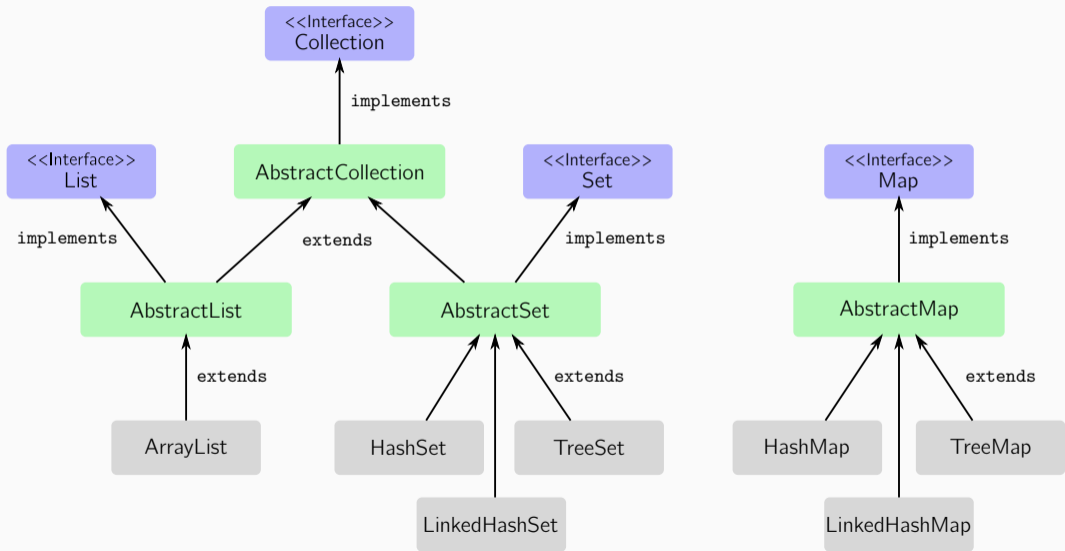 <<Interface>>
Collection
implements
<<Interface>>
List
AbstractCollection
<<Interface>>
Set
<<Interface>>
Map
implements
extends
implements
implements
AbstractList
AbstractSet
AbstractMap
extends
extends
extends
ArrayList
HashSet
TreeSet
HashMap
TreeMap
LinkedHashSet
LinkedHashMap